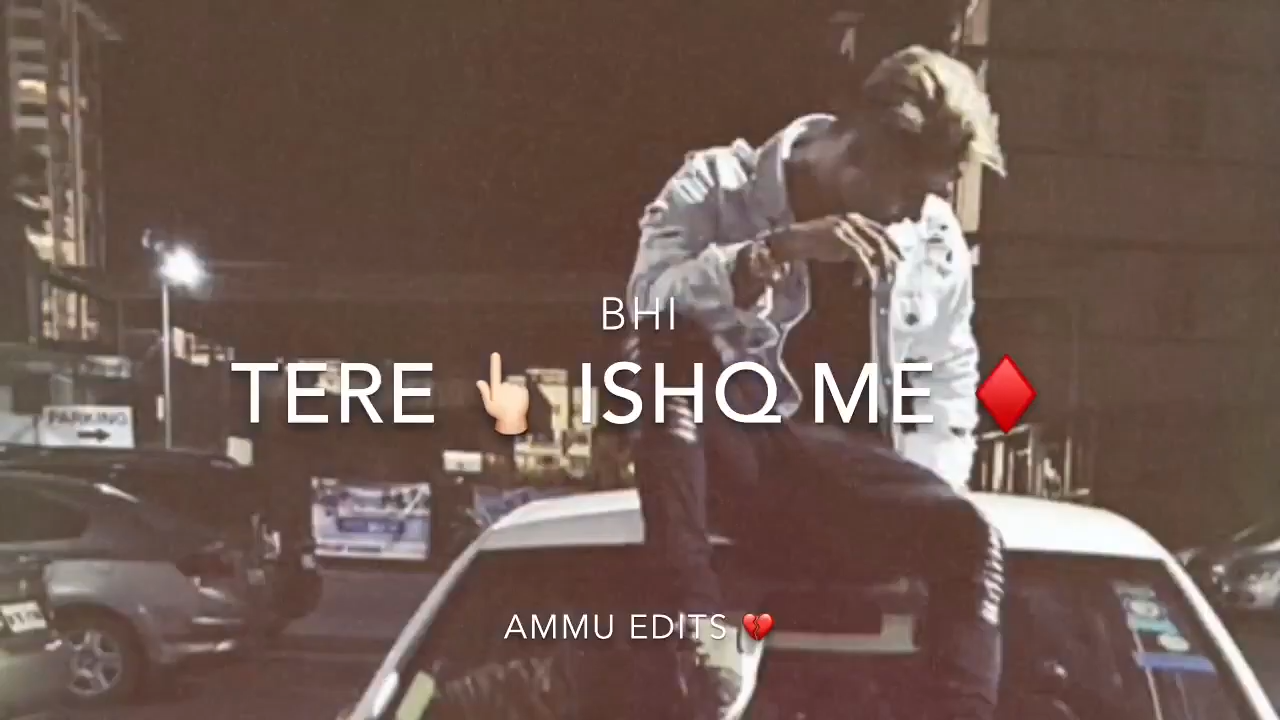 BHI
TERE 👆🏻 ISHQ ME ♦️
PARKING
AMMU EDITS 💔